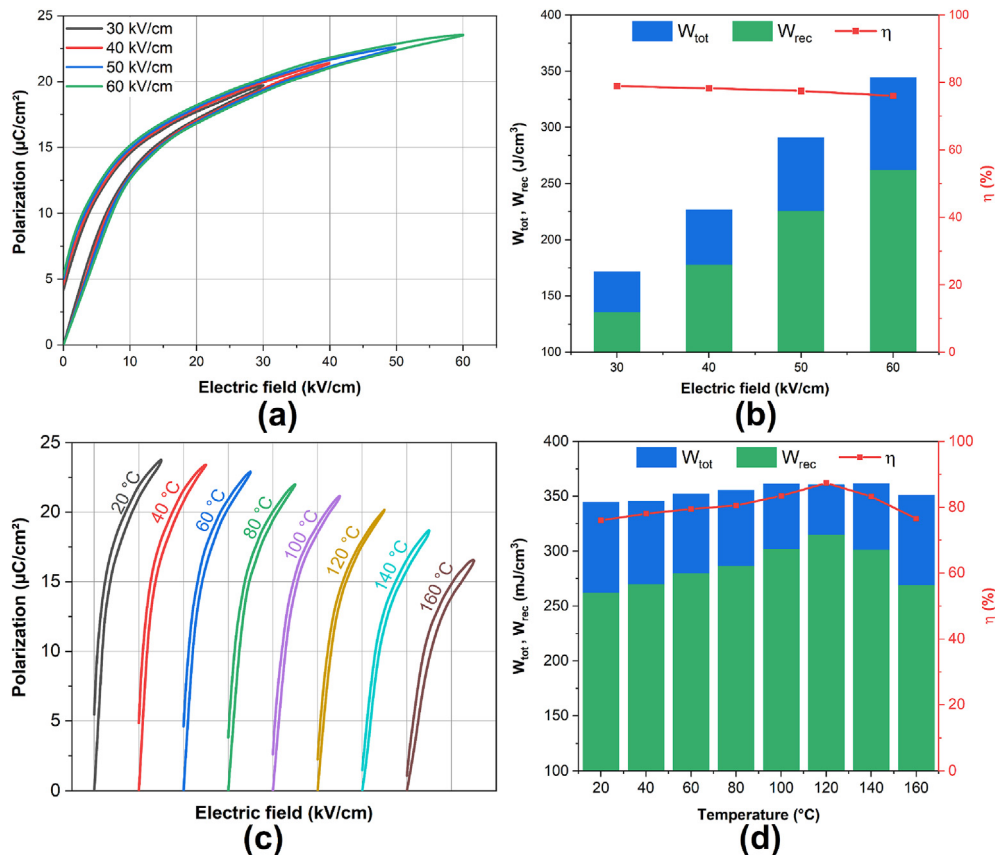 30 kV/cm
40 kV/cm
50 kV/cm
60 kV/cm
Polarization (µC/cm²)
25
20
15
10
5
0
0 10 20 30 40 50 60
Electric field (kV/cm)
(a)
W_tot W_rec η
W_tot , W_rec (J/cm³)
400
350
300
250
200
150
100
100
80
60
40
20
0
η (%)
30 40 50 60
Electric field (kV/cm)
(b)
Polarization (µC/cm²)
25
20
15
10
5
0
20 °C
40 °C
60 °C
80 °C
100 °C
120 °C
140 °C
160 °C
Electric field (kV/cm)
(c)
W_tot W_rec η
W_tot , W_rec (mJ/cm³)
400
350
300
250
200
150
100
100
80
60
40
20
0
η (%)
20 40 60 80 100 120 140 160
Temperature (°C)
(d)